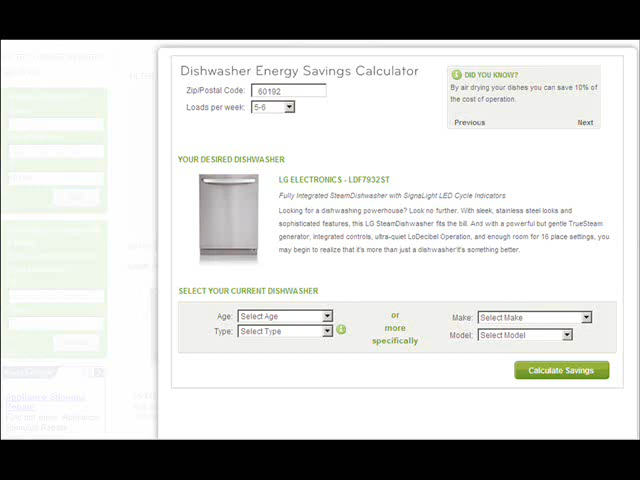 Dishwasher Energy Savings Calculator
Zip/Postal Code: 60192
Loads per week: 5-6
DID YOU KNOW?
By air drying your dishes you can save 10% of
the cost of operation.
Previous Next
YOUR DESIRED DISHWASHER
LG ELECTRONICS - LDF7932ST
Fully Integrated SteamDishwasher with SignaLight LED Cycle Indicators
Looking for a dishwashing powerhouse? Look no further. With sleek, stainless steel looks and
sophisticated features, this LG SteamDishwasher fits the bill. And with a powerful but gentle TrueSteam
generator, integrated controls, ultra-quiet LoDecibel Operation, and enough room for 16 place settings, you
may begin to realize that it's more than just a dishwasher'it's something better.
SELECT YOUR CURRENT DISHWASHER
Age: Select Age
Type: Select Type
or
more
specifically
Make: Select Make
Model: Select Model
Calculate Savings